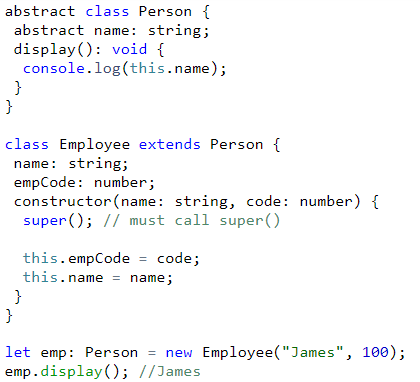 abstract class Person {
 abstract name: string;
 display(): void {
  console.log(this.name);
 }
}
class Employee extends Person {
 name: string;
 empCode: number;
 constructor(name: string, code: number) {
  super(); // must call super()
  this.empCode = code;
  this.name = name;
 }
}
let emp: Person = new Employee("James", 100);
emp.display(); //James